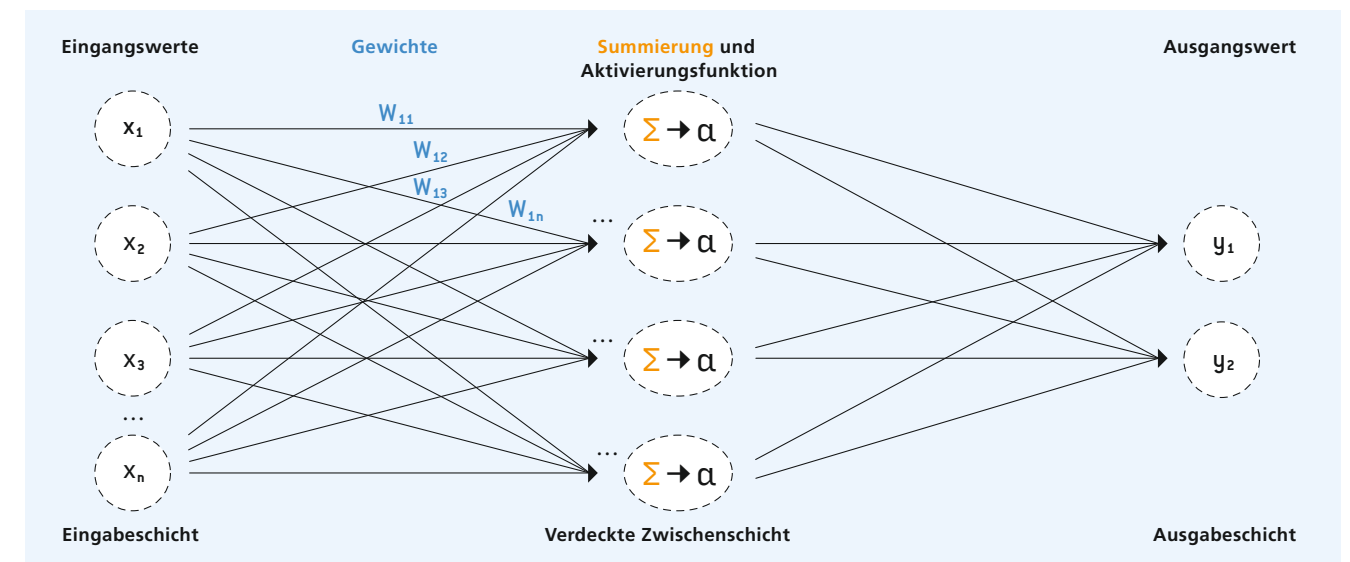 Eingangswerte
Gewichte
Summierung und
Aktivierungsfunktion
Ausgangswert
x₁
W₁₁
Σ → α
W₁₂
W₁₃
W₁ₙ
x₂
...
Σ → α
y₁
x₃
...
Σ → α
y₂
...
xₙ
...
Σ → α
Eingabeschicht
Verdeckte Zwischenschicht
Ausgabeschicht